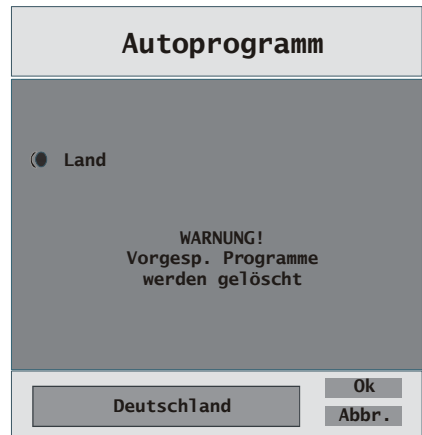 Autoprogramm
Land
WARNUNG!
Vorgesp. Programme
werden gelöscht
Deutschland
Ok
Abbr.